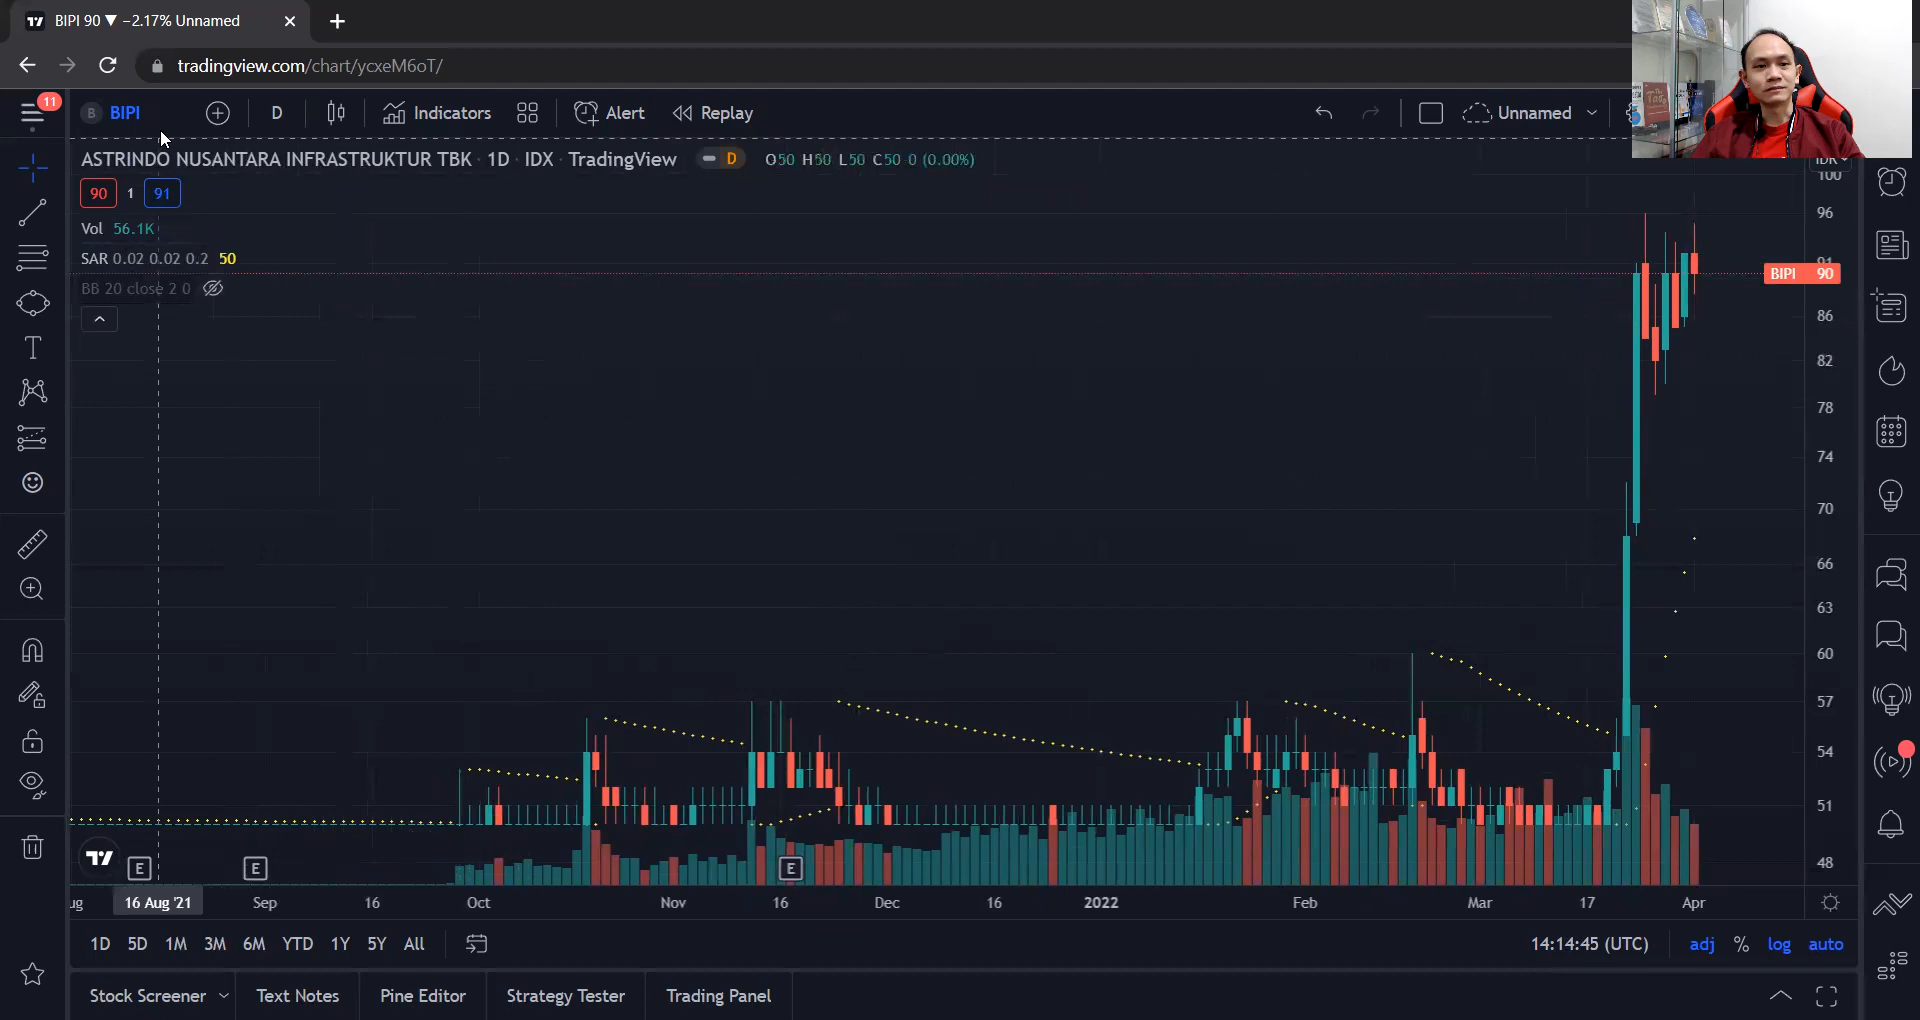 BIPI 90 ▼ −2.17% Unnamed
tradingview.com/chart/ycxeM6oT/
11
B BIPI D Indicators Alert Replay Unnamed
ASTRINDO NUSANTARA INFRASTRUKTUR TBK · 1D · IDX · TradingView D O50 H50 L50 C50 0 (0.00%)
IDR
90 1 91
Vol 56.1K
SAR 0.02 0.02 0.2 50
BB 20 close 2 0
100
96
91
BIPI 90
86
82
78
74
70
66
63
60
57
54
51
48
E E E
ug 16 Aug '21 Sep 16 Oct Nov 16 Dec 16 2022 Feb Mar 17 Apr
1D 5D 1M 3M 6M YTD 1Y 5Y All 14:14:45 (UTC) adj % log auto
Stock Screener Text Notes Pine Editor Strategy Tester Trading Panel